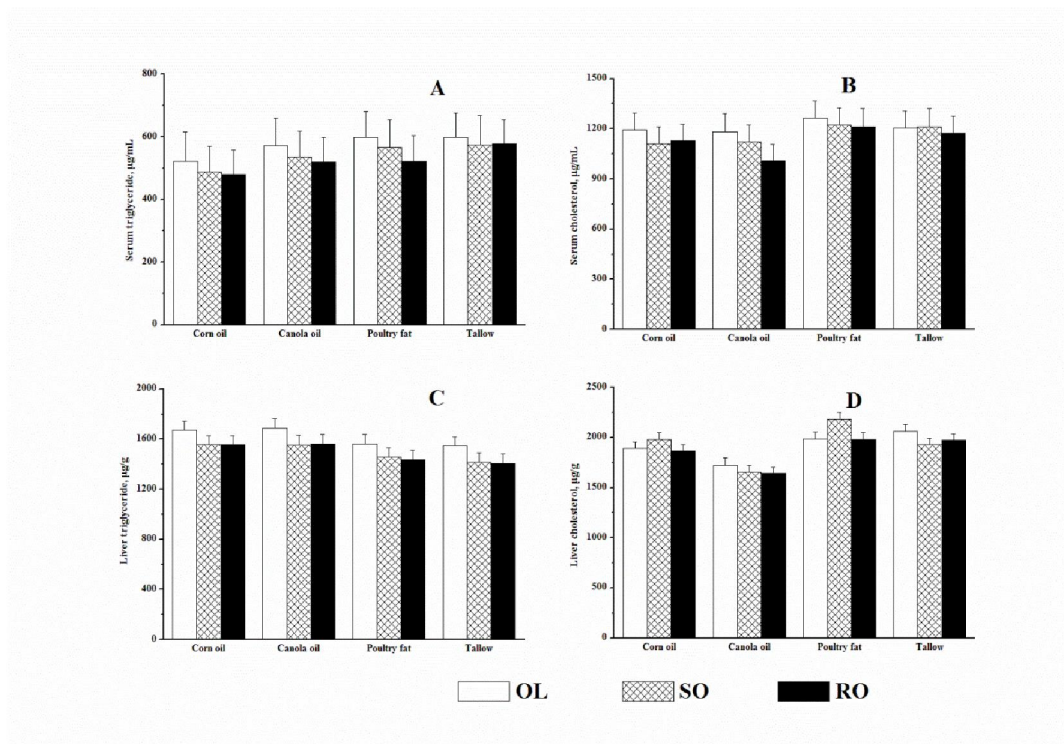 A
Serum triglyceride, µg/mL
800
600
400
200
0
Corn oil Canola oil Poultry fat Tallow
B
Serum cholesterol, µg/mL
1500
1200
900
600
300
0
Corn oil Canola oil Poultry fat Tallow
C
Liver triglyceride, µg/g
2000
1600
1200
800
400
0
Corn oil Canola oil Poultry fat Tallow
D
Liver cholesterol, µg/g
2500
2000
1500
1000
500
0
Corn oil Canola oil Poultry fat Tallow
OL SO RO